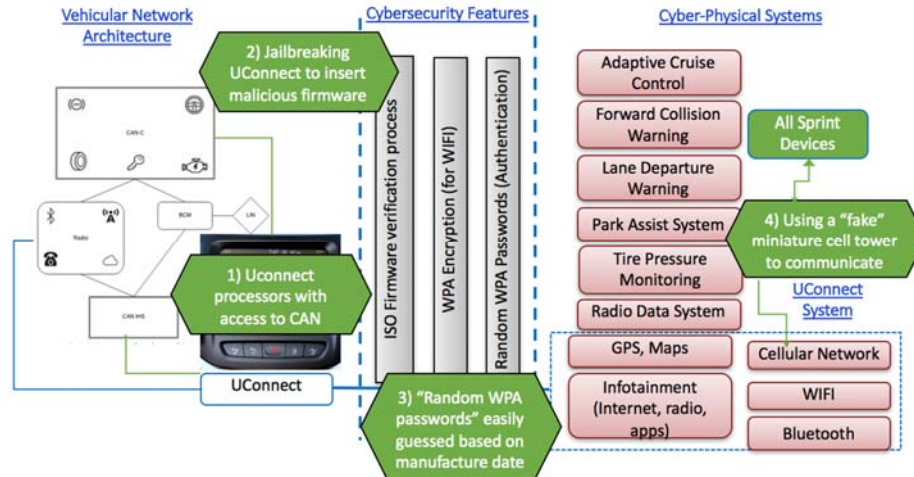 Vehicular Network
Architecture
Cybersecurity Features
Cyber-Physical Systems
2) Jailbreaking
UConnect to insert
malicious firmware
CAN-C
BCM
LIN
Radio
CAN IHS
1) Uconnect
processors with
access to CAN
UConnect
ISO Firmware verification process
WPA Encryption (for WIFI)
Random WPA Passwords (Authentication)
3) “Random WPA
passwords” easily
guessed based on
manufacture date
Adaptive Cruise
Control
Forward Collision
Warning
Lane Departure
Warning
Park Assist System
Tire Pressure
Monitoring
Radio Data System
GPS, Maps
Infotainment
(Internet, radio,
apps)
All Sprint
Devices
4) Using a “fake”
miniature cell tower
to communicate
UConnect
System
Cellular Network
WIFI
Bluetooth